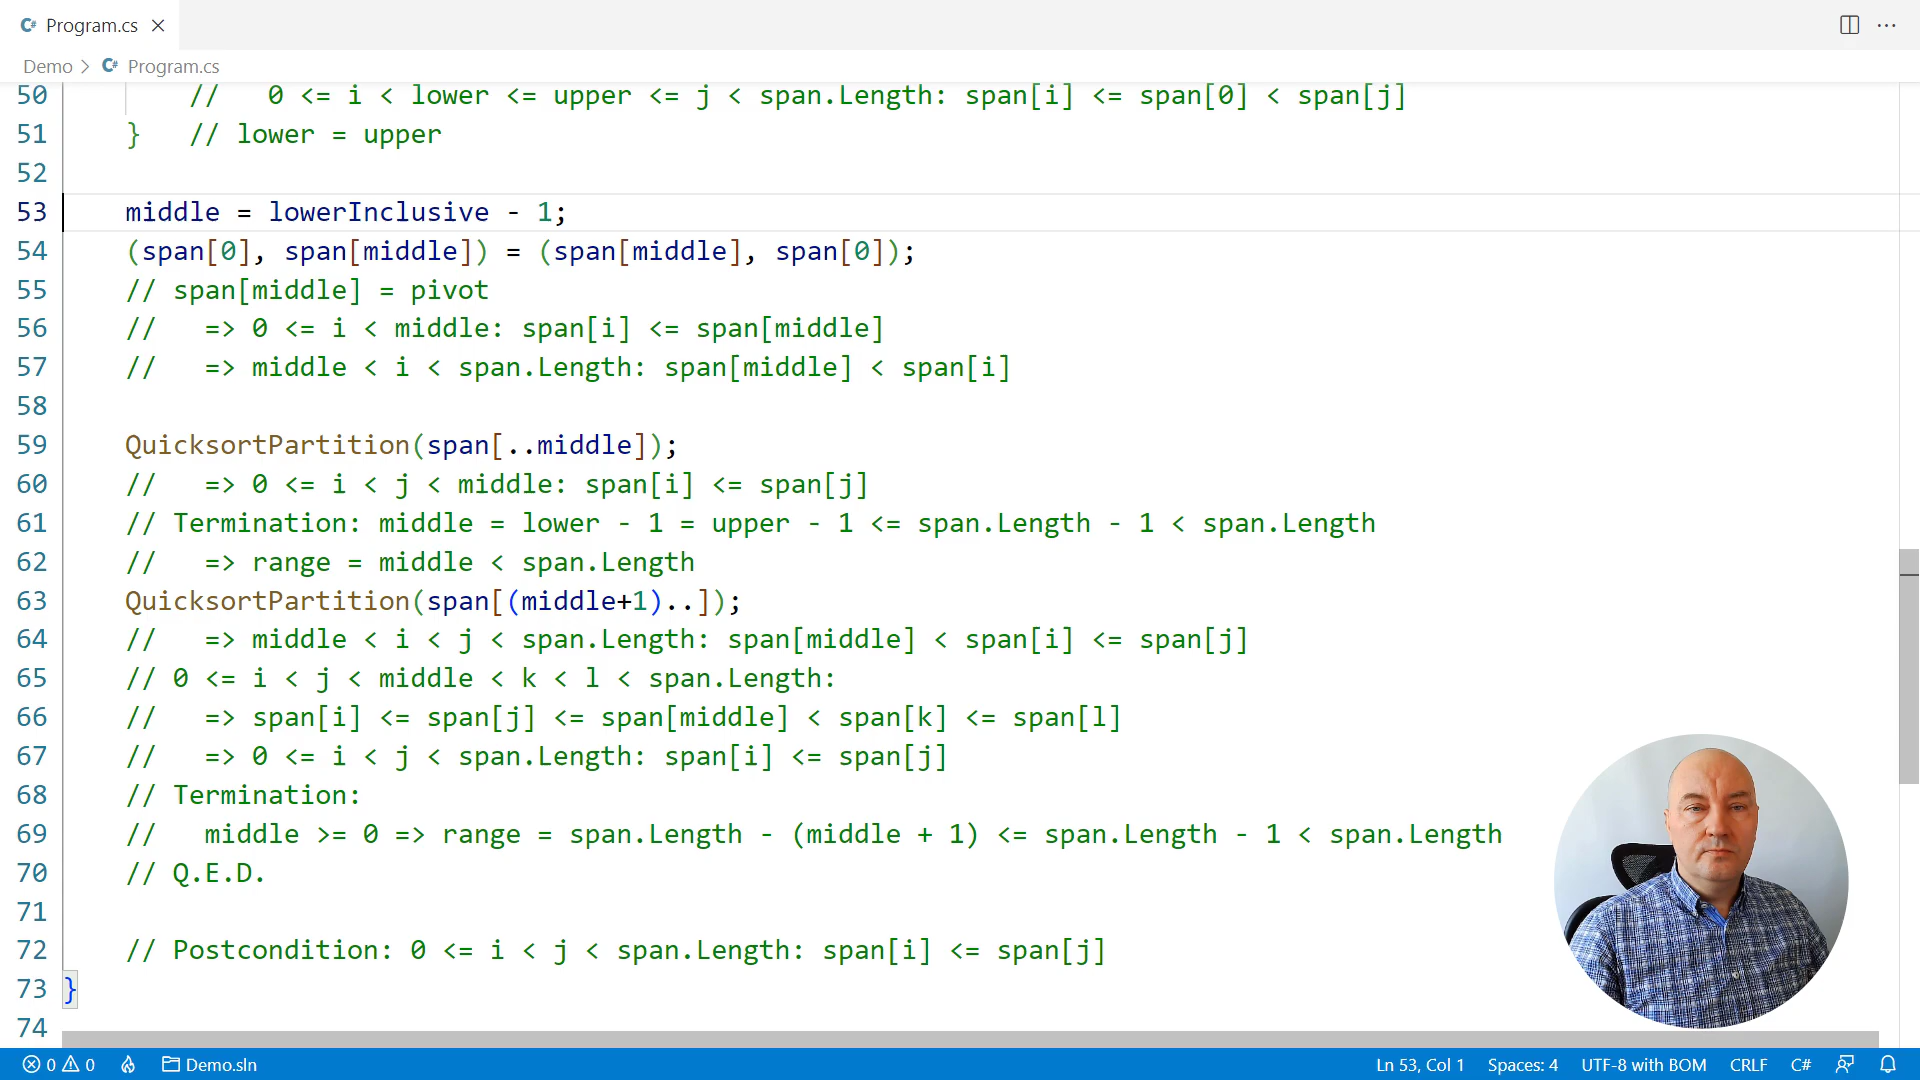 C# Program.cs
Demo > C# Program.cs
50 // 0 <= i < lower <= upper <= j < span.Length: span[i] <= span[0] < span[j]
51 } // lower = upper
52
53 middle = lowerInclusive - 1;
54 (span[0], span[middle]) = (span[middle], span[0]);
55 // span[middle] = pivot
56 // => 0 <= i < middle: span[i] <= span[middle]
57 // => middle < i < span.Length: span[middle] < span[i]
58
59 QuicksortPartition(span[..middle]);
60 // => 0 <= i < j < middle: span[i] <= span[j]
61 // Termination: middle = lower - 1 = upper - 1 <= span.Length - 1 < span.Length
62 // => range = middle < span.Length
63 QuicksortPartition(span[(middle+1)..]);
64 // => middle < i < j < span.Length: span[middle] < span[i] <= span[j]
65 // 0 <= i < j < middle < k < l < span.Length:
66 // => span[i] <= span[j] <= span[middle] < span[k] <= span[l]
67 // => 0 <= i < j < span.Length: span[i] <= span[j]
68 // Termination:
69 // middle >= 0 => range = span.Length - (middle + 1) <= span.Length - 1 < span.Length
70 // Q.E.D.
71
72 // Postcondition: 0 <= i < j < span.Length: span[i] <= span[j]
73 }
74
0 0 Demo.sln Ln 53, Col 1 Spaces: 4 UTF-8 with BOM CRLF C#